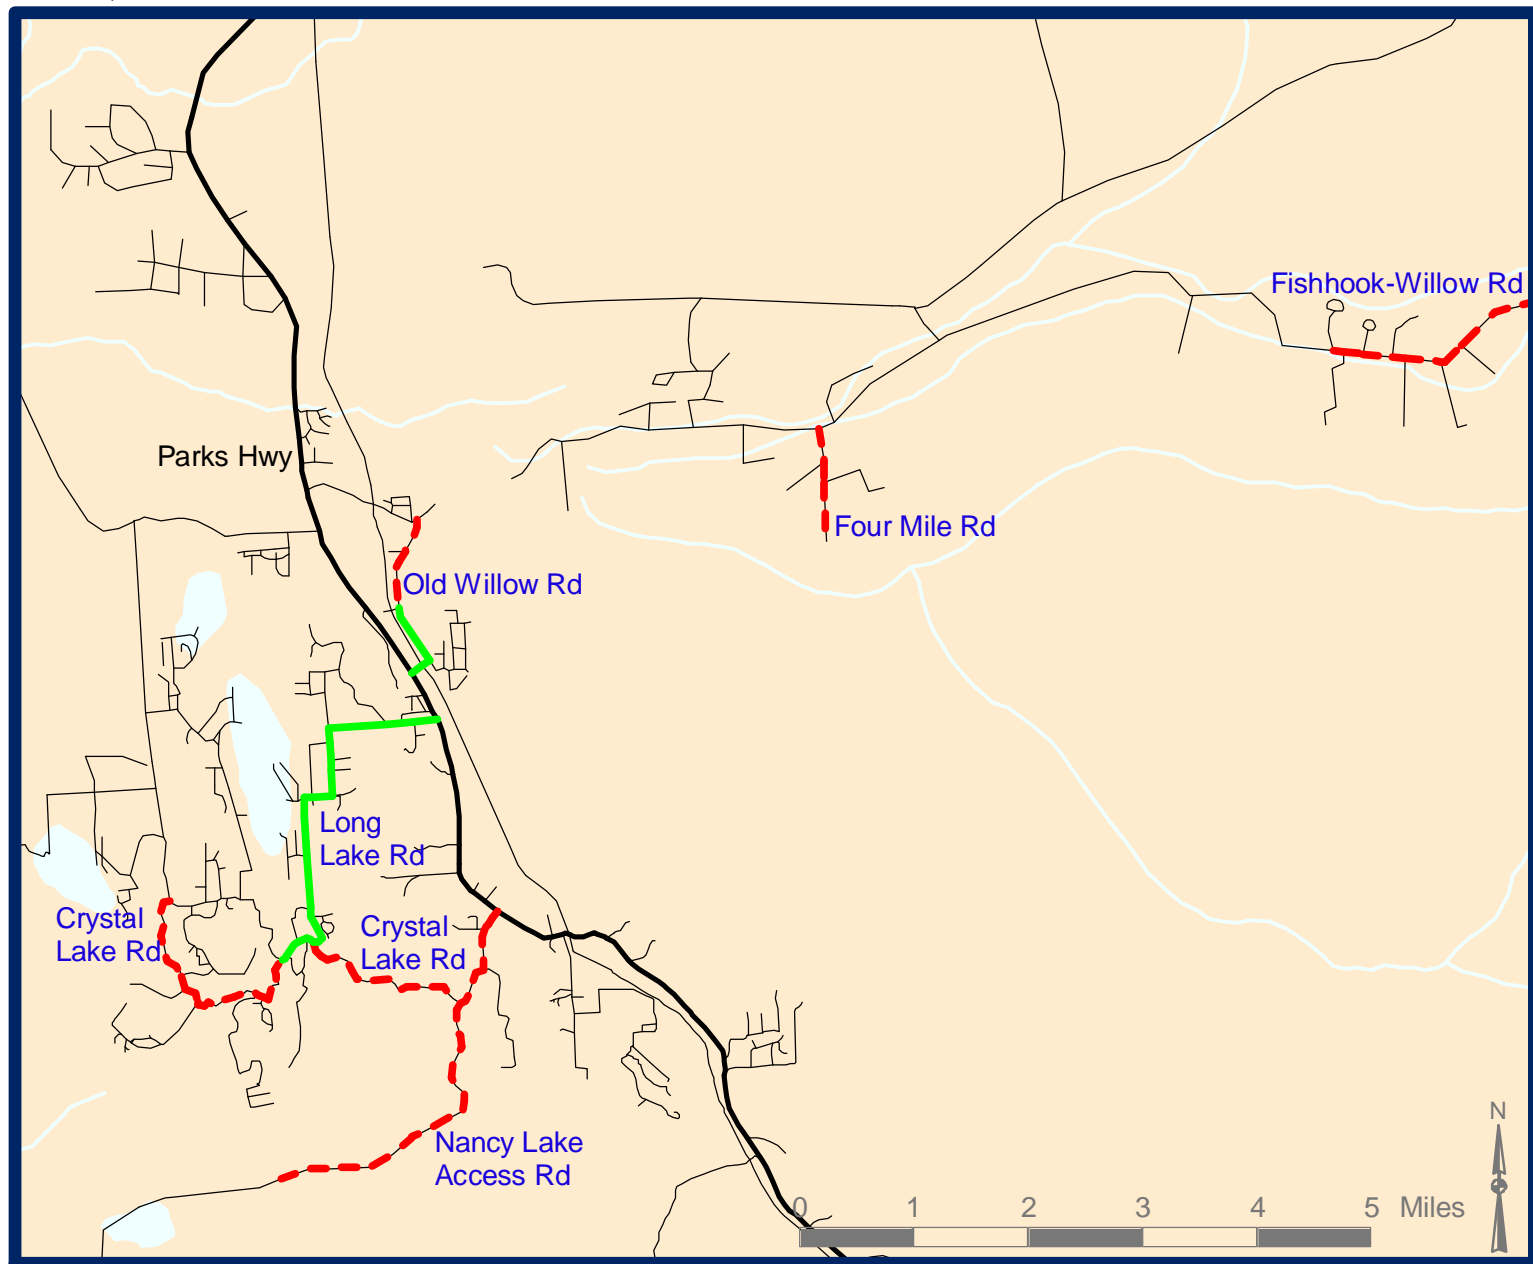 Fishhook-Willow Rd
Parks Hwy
Four Mile Rd
Old Willow Rd
Long
Lake Rd
Crystal
Lake Rd
Crystal
Lake Rd
Nancy Lake
Access Rd
N
0 1 2 3 4 5 Miles